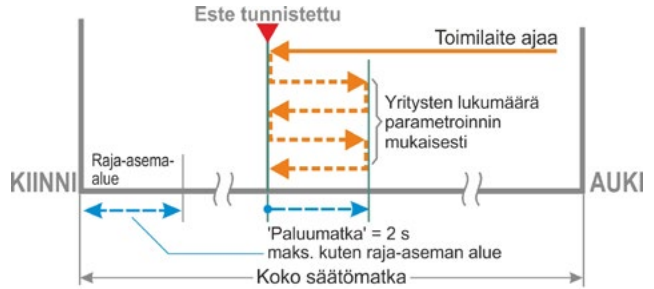 Este tunnistettu
Toimilaite ajaa
Yritysten lukumäärä
parametroinnin
mukaisesti
Raja-asema-
alue
KIINNI
AUKI
'Paluumatka' = 2 s
maks. kuten raja-aseman alue
Koko säätömatka